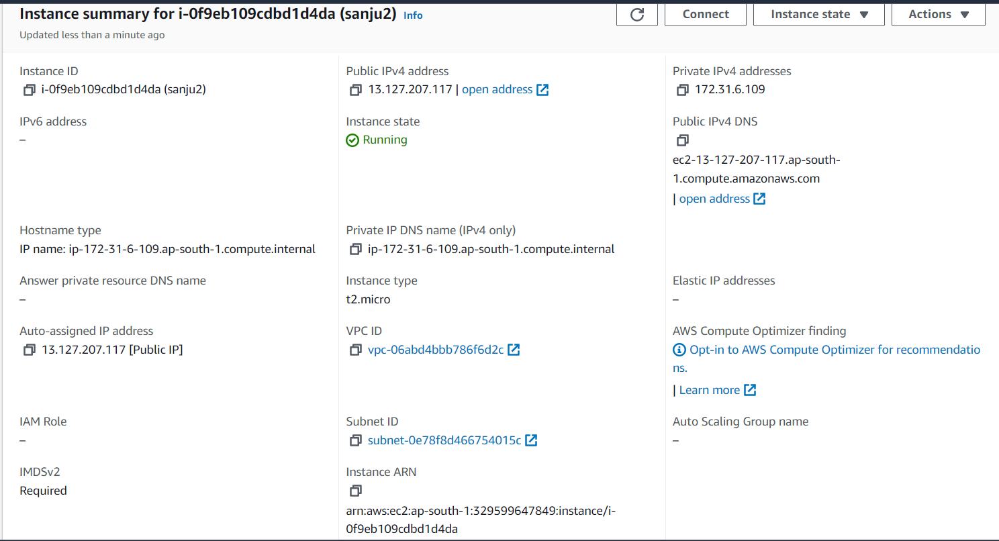 Instance summary for i-0f9eb109cdbd1d4da (sanju2) Info
Updated less than a minute ago
Connect
Instance state
Actions
Instance ID
i-0f9eb109cdbd1d4da (sanju2)
Public IPv4 address
13.127.207.117 | open address
Private IPv4 addresses
172.31.6.109
IPv6 address
–
Instance state
Running
Public IPv4 DNS
ec2-13-127-207-117.ap-south-
1.compute.amazonaws.com
| open address
Hostname type
IP name: ip-172-31-6-109.ap-south-1.compute.internal
Private IP DNS name (IPv4 only)
ip-172-31-6-109.ap-south-1.compute.internal
Answer private resource DNS name
–
Instance type
t2.micro
Elastic IP addresses
–
Auto-assigned IP address
13.127.207.117 [Public IP]
VPC ID
vpc-06abd4bbb786f6d2c
AWS Compute Optimizer finding
Opt-in to AWS Compute Optimizer for recommendatio
ns.
| Learn more
IAM Role
–
Subnet ID
subnet-0e78f8d466754015c
Auto Scaling Group name
–
IMDSv2
Required
Instance ARN
arn:aws:ec2:ap-south-1:329599647849:instance/i-
0f9eb109cdbd1d4da